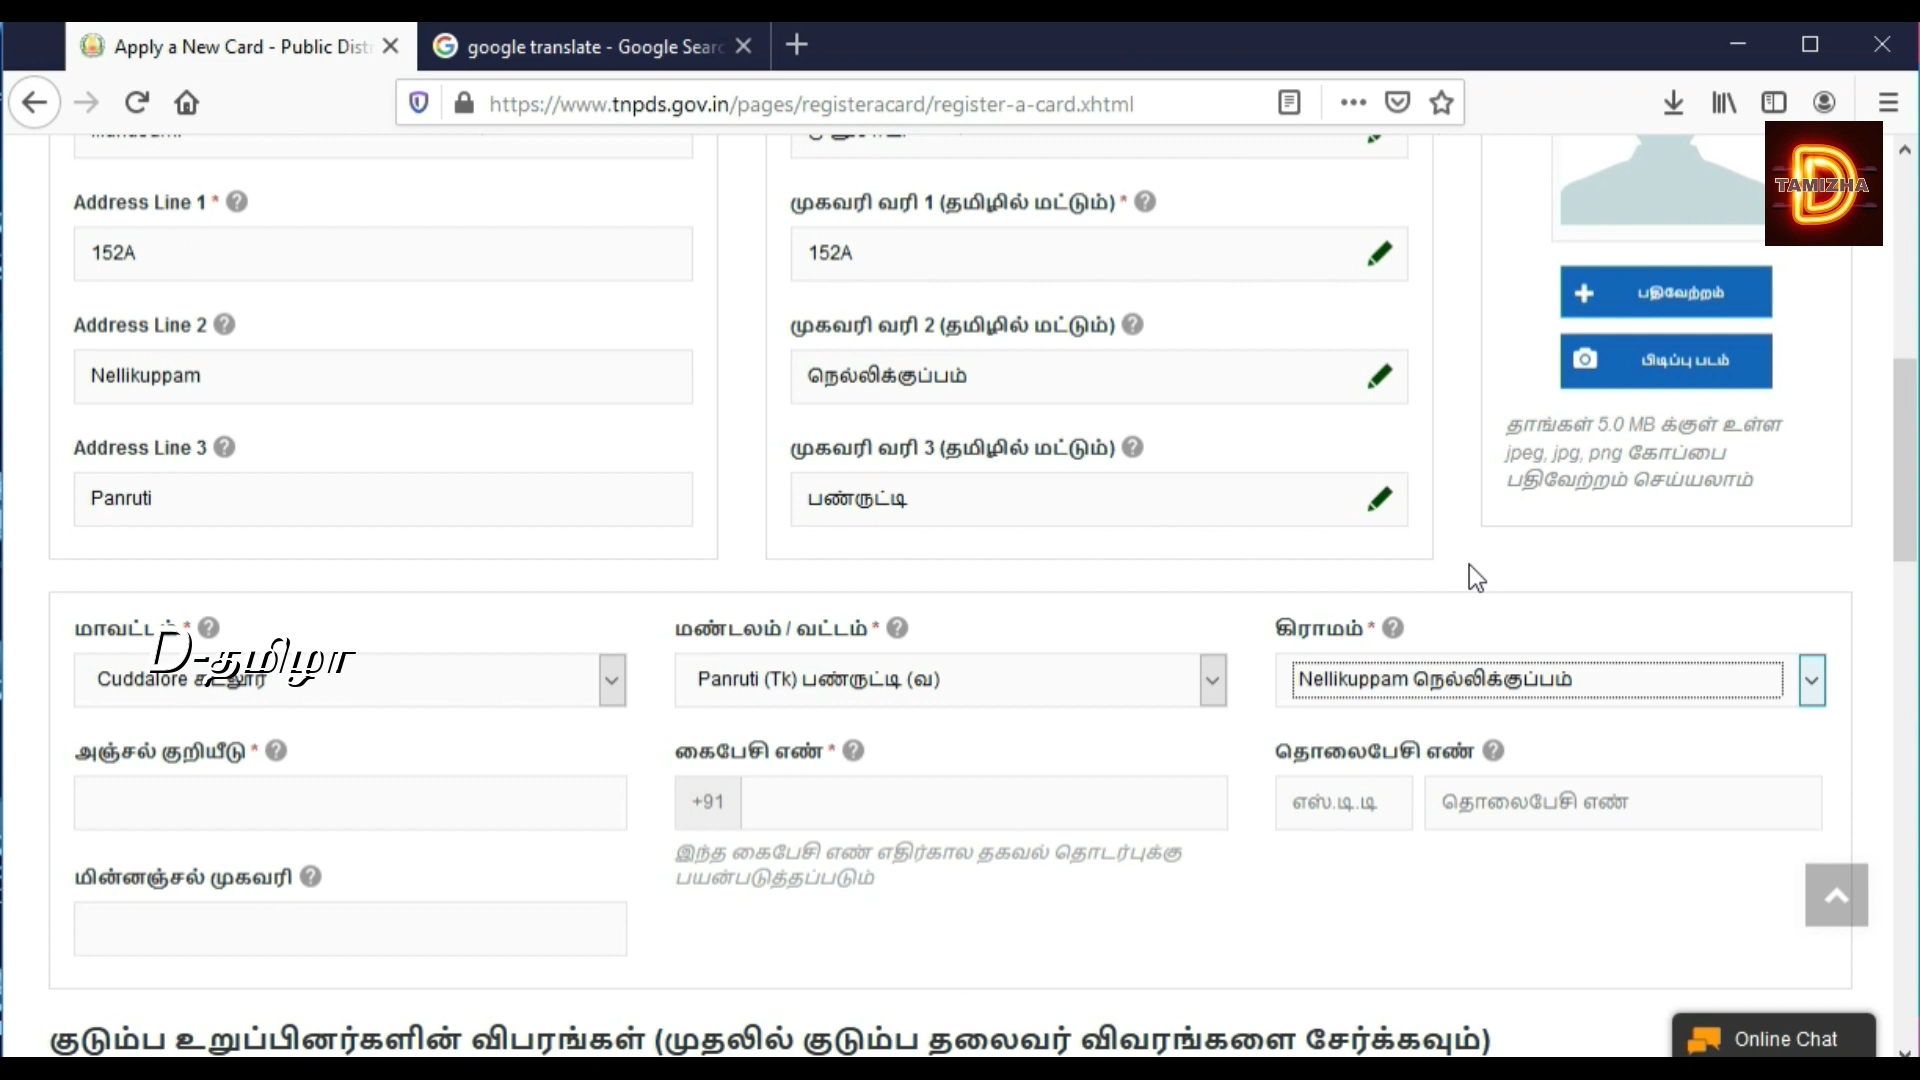 Apply a New Card - Public Dist
google translate - Google Searc
https://www.tnpds.gov.in/pages/registeracard/register-a-card.xhtml
TAMIZHA
Address Line 1 *
முகவரி வரி 1 (தமிழில் மட்டும்) *
152A
152A
பதிவேற்றம்
Address Line 2
முகவரி வரி 2 (தமிழில் மட்டும்)
பிடிப்பு படம்
Nellikuppam
நெல்லிக்குப்பம்
தாங்கள் 5.0 MB க்குள் உள்ள
jpeg, jpg, png கோப்பை
பதிவேற்றம் செய்யலாம்
Address Line 3
முகவரி வரி 3 (தமிழில் மட்டும்)
Panruti
பண்ருட்டி
மாவட்டம் *
மண்டலம் / வட்டம் *
கிராமம் *
D-தமிழா
Cuddalore கடலூர்
Panruti (Tk) பண்ருட்டி (வ)
Nellikuppam நெல்லிக்குப்பம்
அஞ்சல் குறியீடு *
கைபேசி எண் *
தொலைபேசி எண்
+91
எஸ்.டி.டி
தொலைபேசி எண்
இந்த கைபேசி எண் எதிர்கால தகவல் தொடர்புக்கு
பயன்படுத்தப்படும்
மின்னஞ்சல் முகவரி
குடும்ப உறுப்பினர்களின் விபரங்கள் (முதலில் குடும்ப தலைவர் விவரங்களை சேர்க்கவும்)
Online Chat